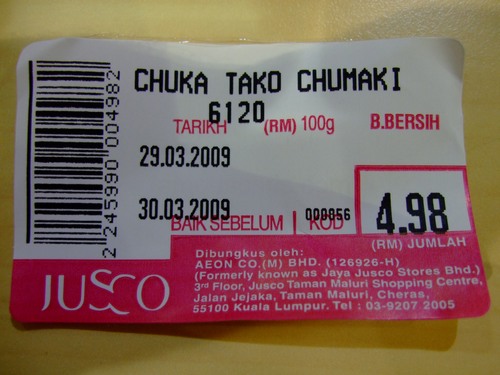 CHUKA TAKO CHUMAKI
6120
TARIKH (RM) 100g B.BERSIH
29.03.2009
30.03.2009 4.98
BAIK SEBELUM | KOD 000056
(RM) JUMLAH
2 245990 004982
JUSCO
Dibungkus oleh:
AEON CO.(M) BHD. (126926-H)
(Formerly known as Jaya Jusco Stores Bhd.)
3rd Floor, Jusco Taman Maluri Shopping Centre,
Jalan Jejaka, Taman Maluri, Cheras,
55100 Kuala Lumpur. Tel : 03-9207 2005